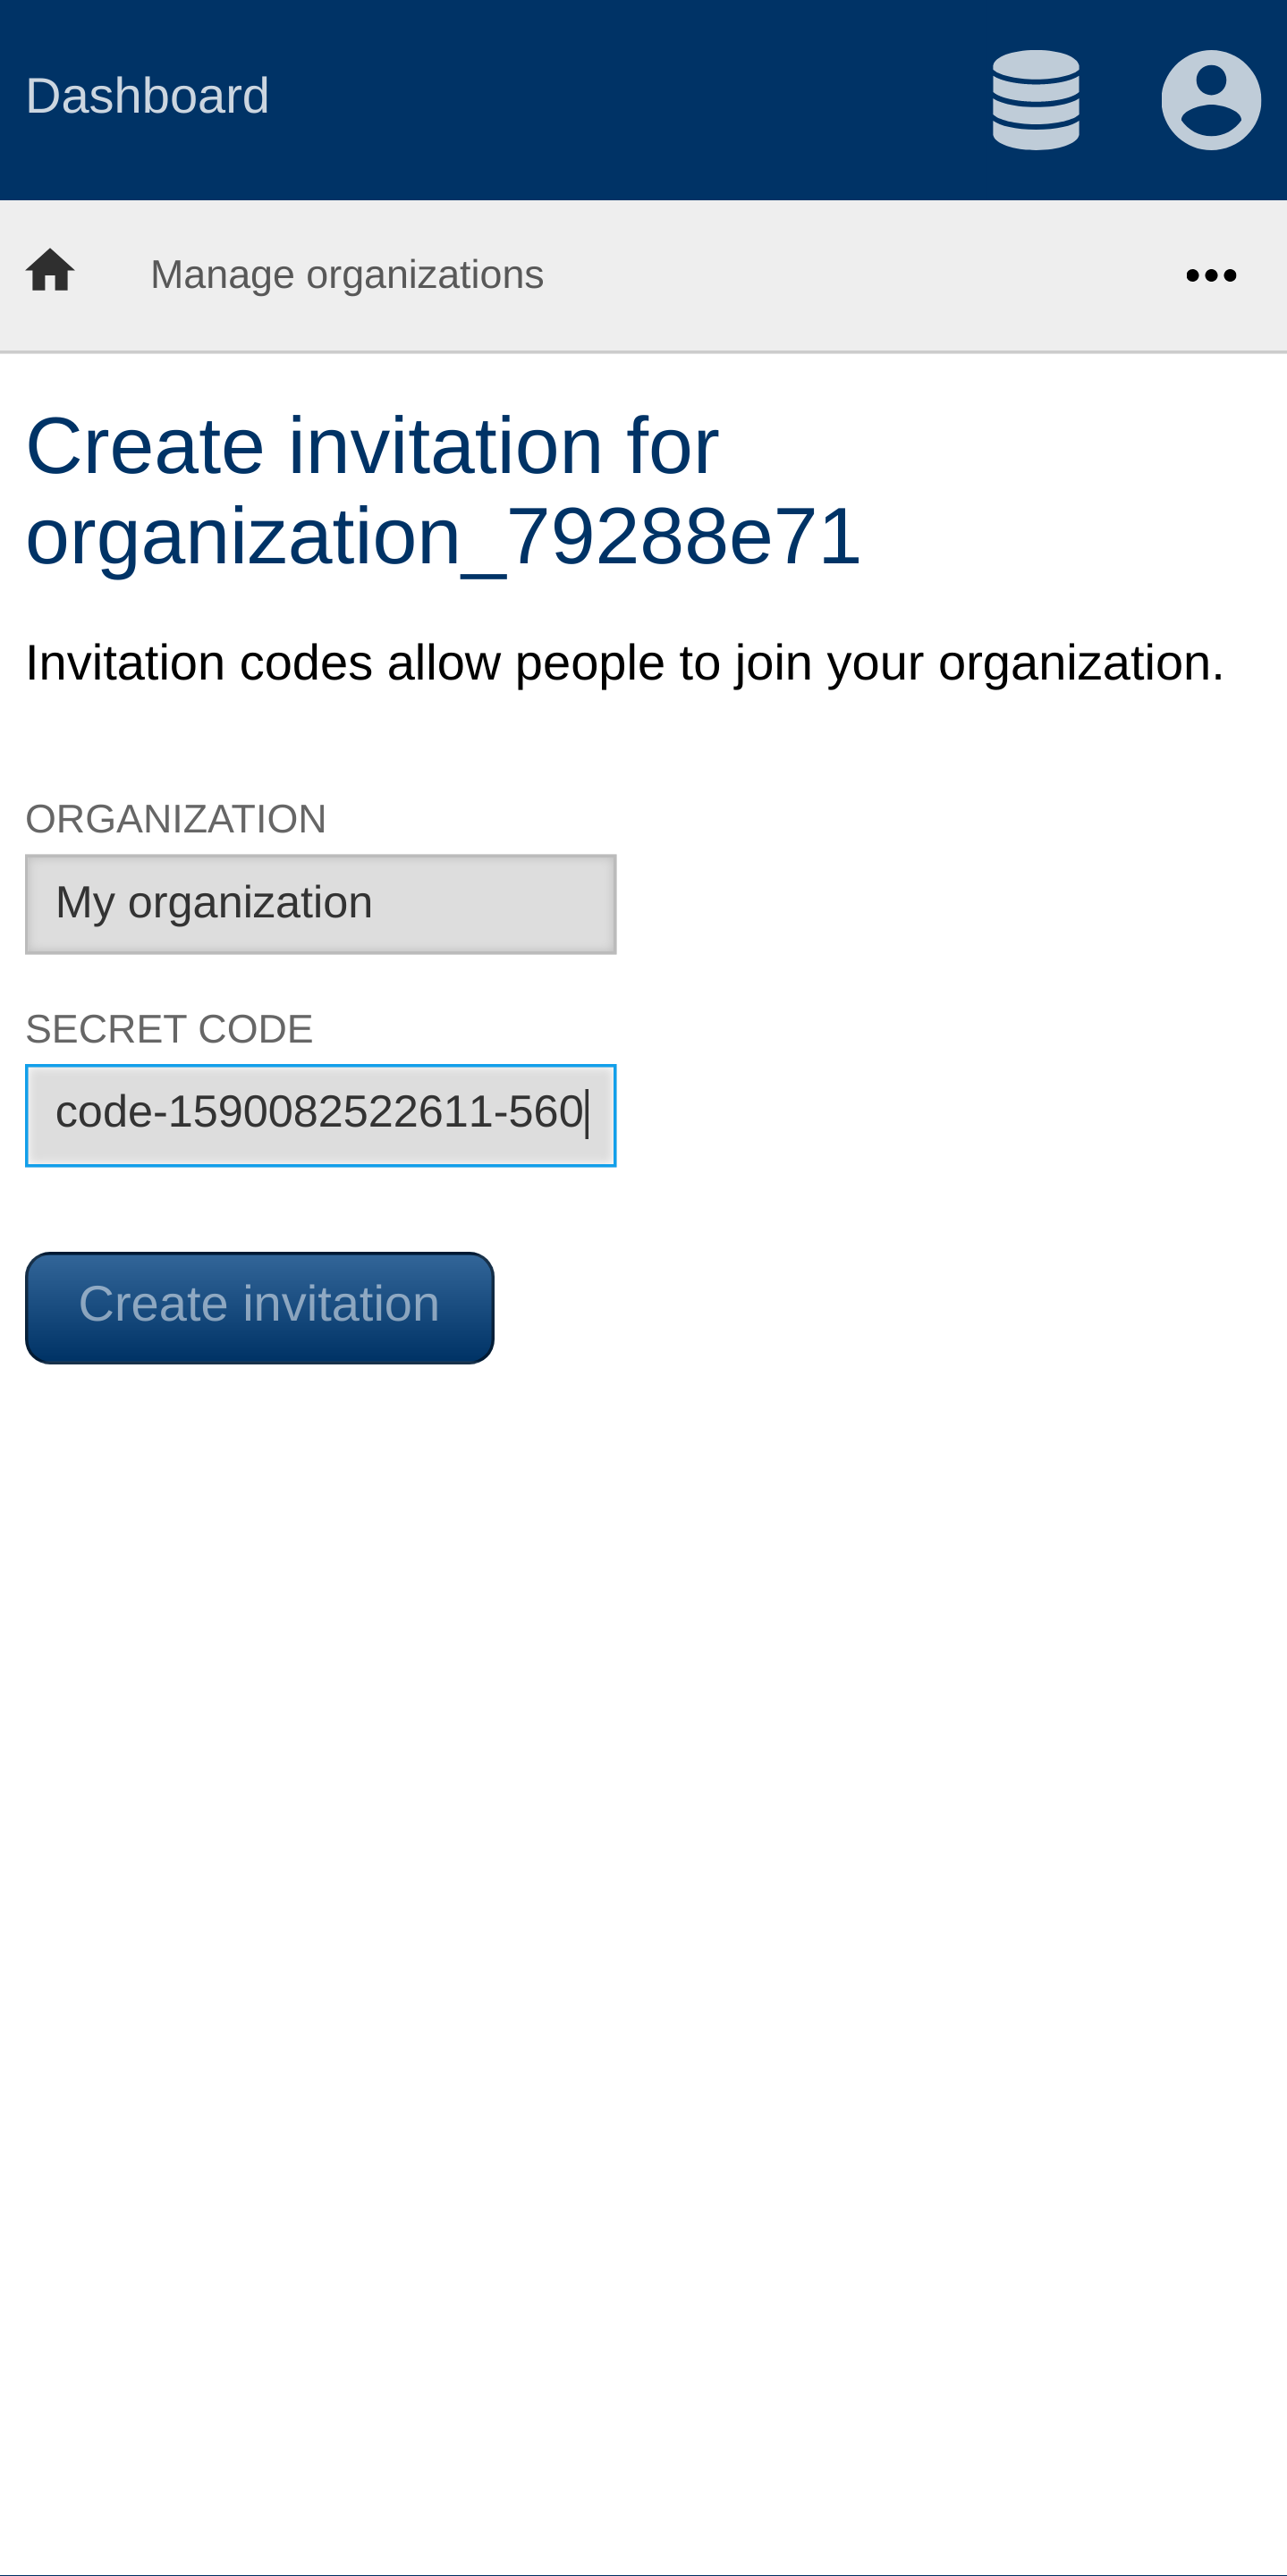 Dashboard
Manage organizations
Create invitation for
organization_79288e71
Invitation codes allow people to join your organization.
ORGANIZATION
My organization
SECRET CODE
code-1590082522611-560
Create invitation